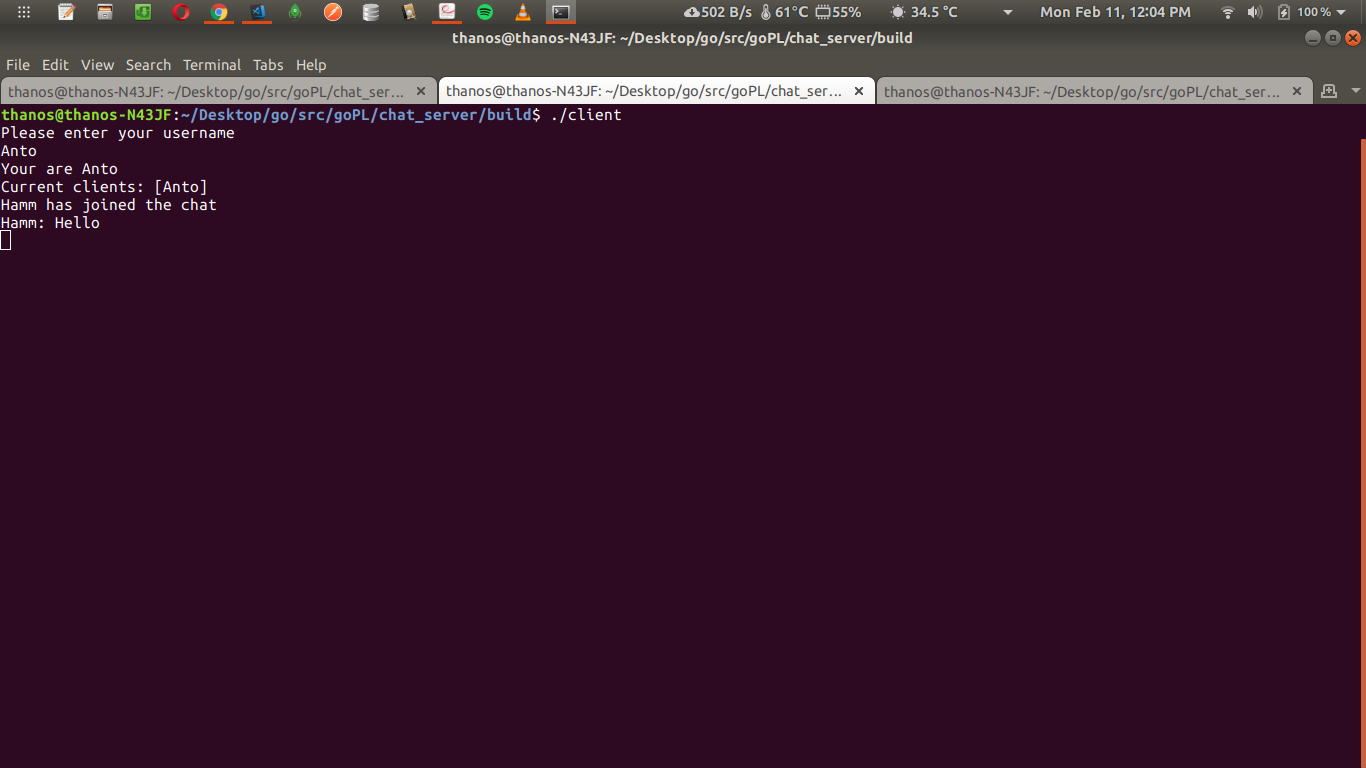 502 B/s 61°C 55% 34.5 °C Mon Feb 11, 12:04 PM 100 %
thanos@thanos-N43JF: ~/Desktop/go/src/goPL/chat_server/build
File Edit View Search Terminal Tabs Help
thanos@thanos-N43JF: ~/Desktop/go/src/goPL/chat_ser... thanos@thanos-N43JF: ~/Desktop/go/src/goPL/chat_ser... thanos@thanos-N43JF: ~/Desktop/go/src/goPL/chat_ser...
thanos@thanos-N43JF:~/Desktop/go/src/goPL/chat_server/build$ ./client
Please enter your username
Anto
Your are Anto
Current clients: [Anto]
Hamm has joined the chat
Hamm: Hello